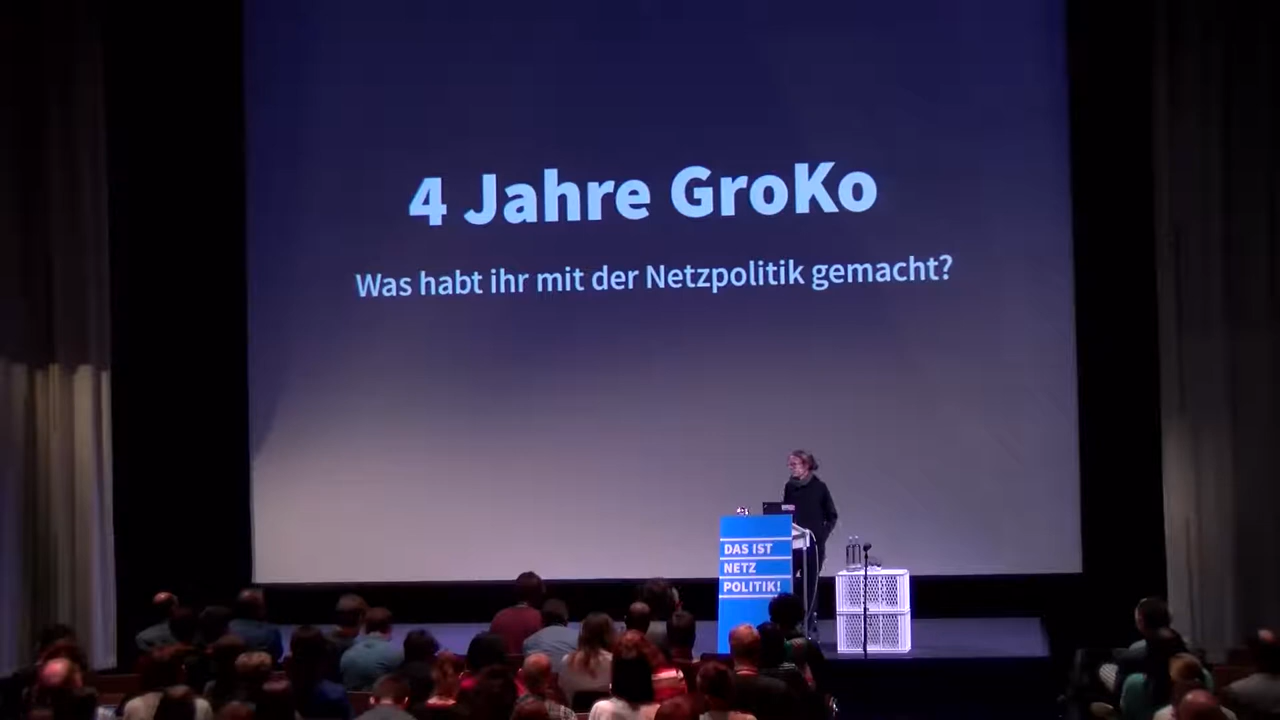 4 Jahre GroKo
Was habt ihr mit der Netzpolitik gemacht?
DAS IST
NETZ
POLITIK!